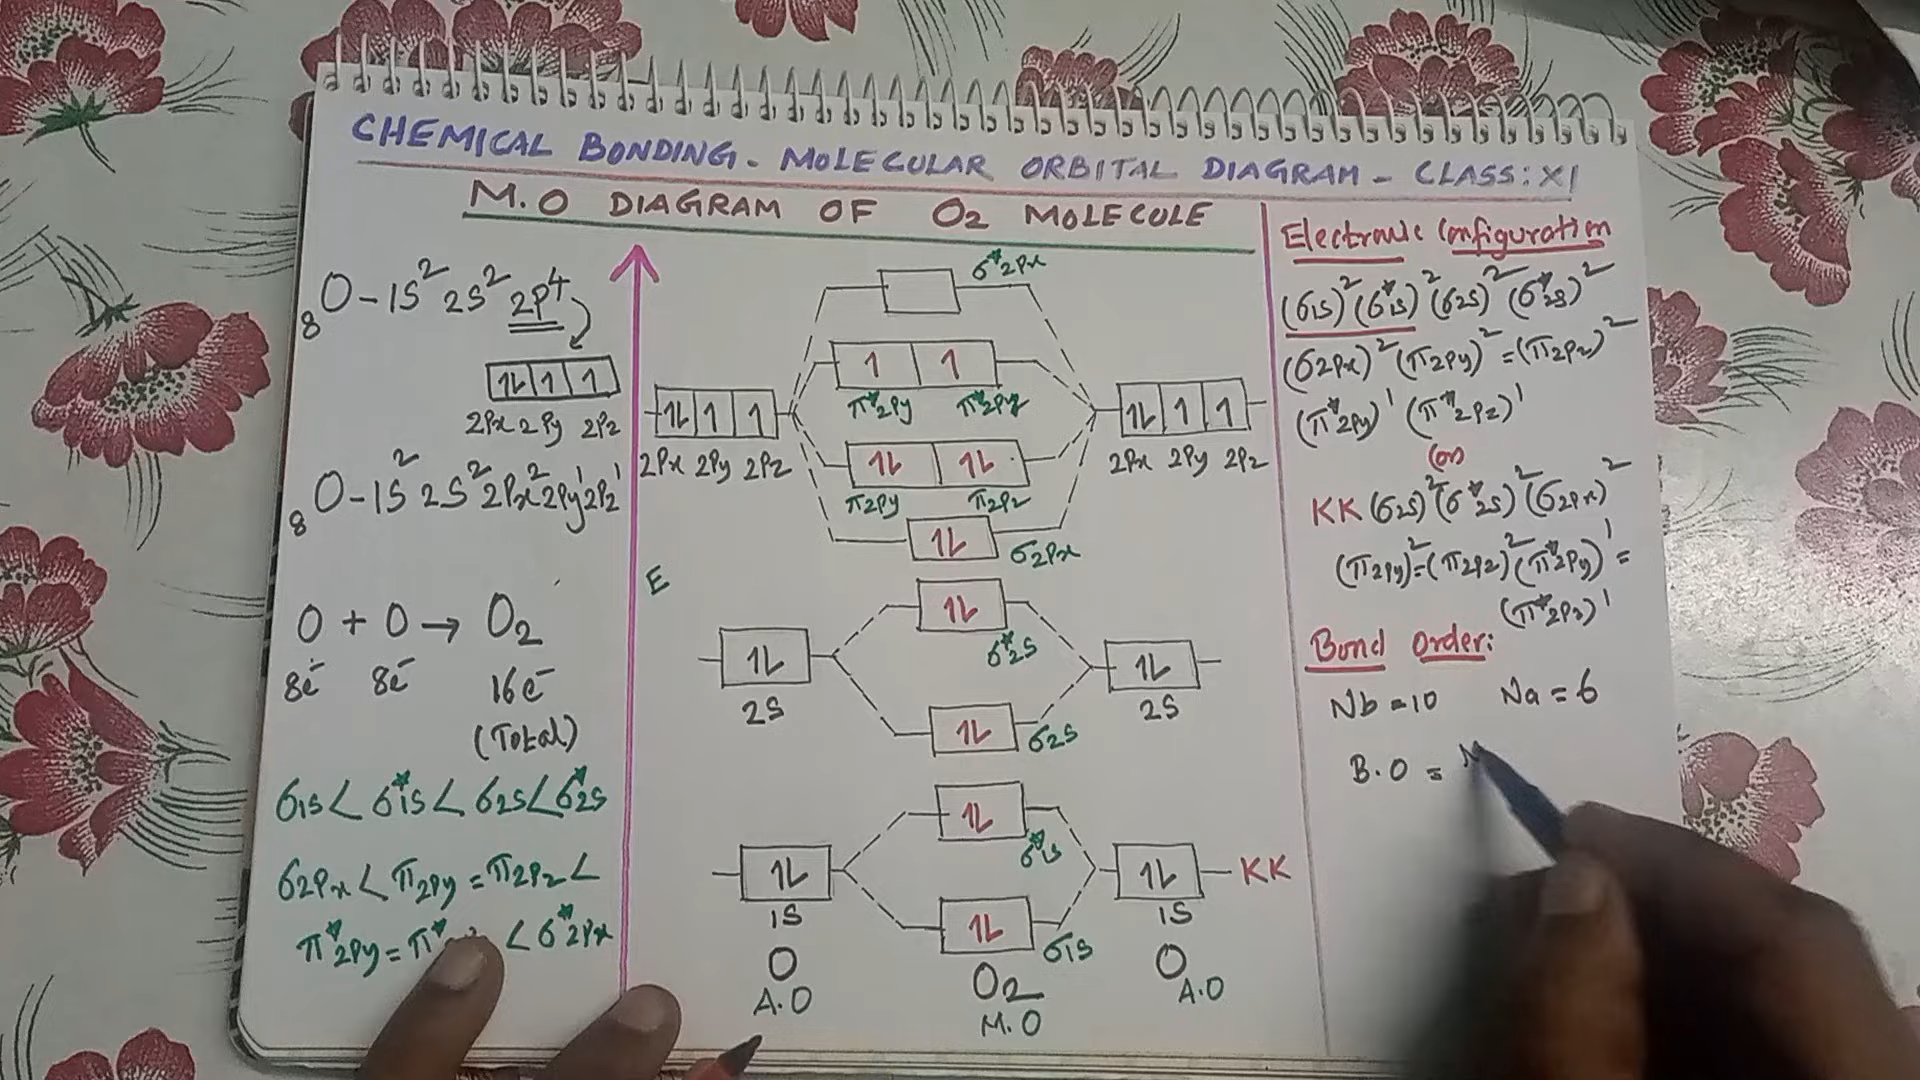 CHEMICAL BONDING - MOLECULAR ORBITAL DIAGRAM - CLASS: XI
M.O DIAGRAM OF O2 MOLECULE
₈O - 1S² 2S² 2P⁴
1L 1 1
2Px 2Py 2Pz
₈O - 1S² 2S² 2Px² 2Py¹ 2Pz¹
O + O → O2
8e⁻ 8e⁻ 16e⁻
(Total)
σ1s < σ*1s < σ2s < σ*2s
σ2Px < π2Py = π2Pz <
π*2Py = π* < σ*2Px
E
σ*2Px
1 1
π*2Py π*2Pz
1L 1 1
2Px 2Py 2Pz
1L 1 1
2Px 2Py 2Pz
1L 1L
π2Py π2Pz
1L σ2Px
1L
σ*2s
1L
2S
1L
2S
1L σ2s
1L
σ*1s
1L
1S
1L KK
1S
1L σ1s
O
A.O
O2
M.O
O
A.O
Electronic Configuration
(σ1s)² (σ*1s)² (σ2s)² (σ*2s)²
(σ2Px)² (π2Py)² = (π2Pz)²
(π*2Py)¹ (π*2Pz)¹
(or)
KK (σ2s)² (σ*2s)² (σ2Px)²
(π2Py)² = (π2Pz)² (π*2Py)¹ =
(π*2Pz)¹
Bond Order:
Nb = 10 Na = 6
B.O = N